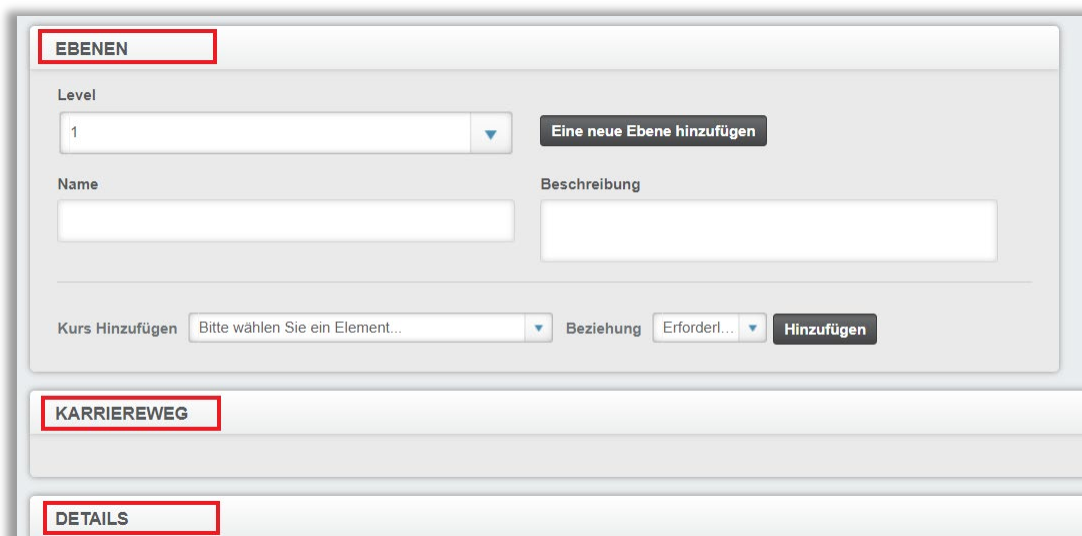 EBENEN
Level
1
Eine neue Ebene hinzufügen
Name
Beschreibung
Kurs Hinzufügen
Bitte wählen Sie ein Element...
Beziehung
Erforderl...
Hinzufügen
KARRIEREWEG
DETAILS